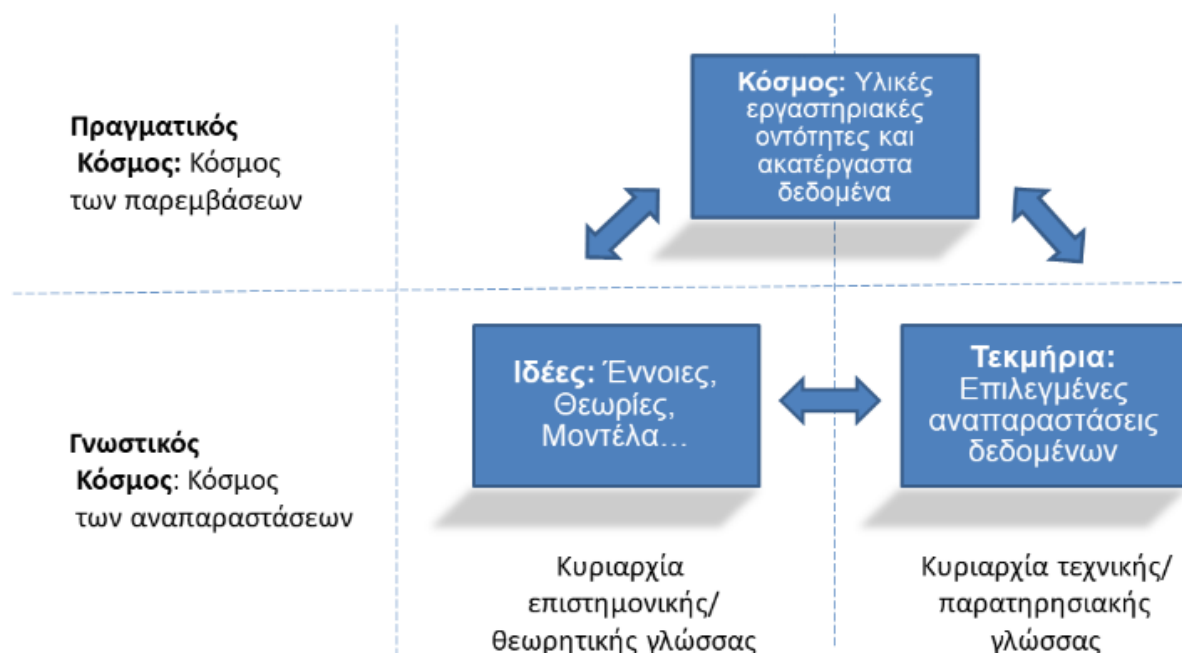 Πραγματικός
Κόσμος: Κόσμος
των παρεμβάσεων
Κόσμος: Υλικές
εργαστηριακές
οντότητες και
ακατέργαστα
δεδομένα
Γνωστικός
Κόσμος: Κόσμος
των αναπαραστάσεων
Ιδέες: Έννοιες,
Θεωρίες,
Μοντέλα…
Τεκμήρια:
Επιλεγμένες
αναπαραστάσεις
δεδομένων
Κυριαρχία
επιστημονικής/
θεωρητικής γλώσσας
Κυριαρχία τεχνικής/
παρατηρησιακής
γλώσσας